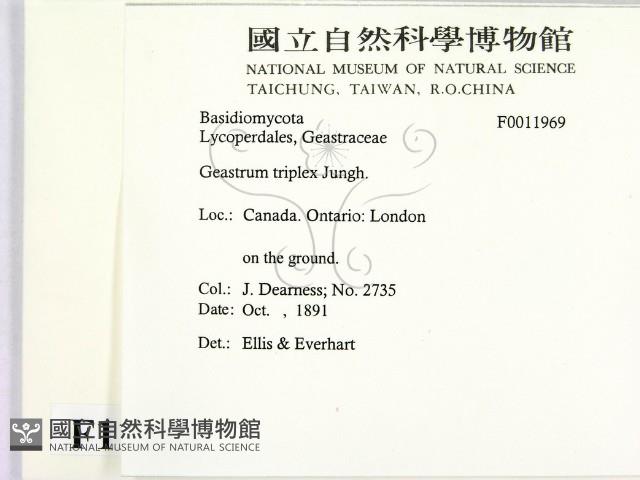 國立自然科學博物館
NATIONAL MUSEUM OF NATURAL SCIENCE
TAICHUNG, TAIWAN, R.O.CHINA
Basidiomycota
F0011969
Lycoperdales, Geastraceae
Geastrum triplex Jungh.
Loc.: Canada. Ontario: London
on the ground.
Col.: J. Dearness; No. 2735
Date: Oct. , 1891
Det.: Ellis & Everhart
國立自然科學博物館
NATIONAL MUSEUM OF NATURAL SCIENCE